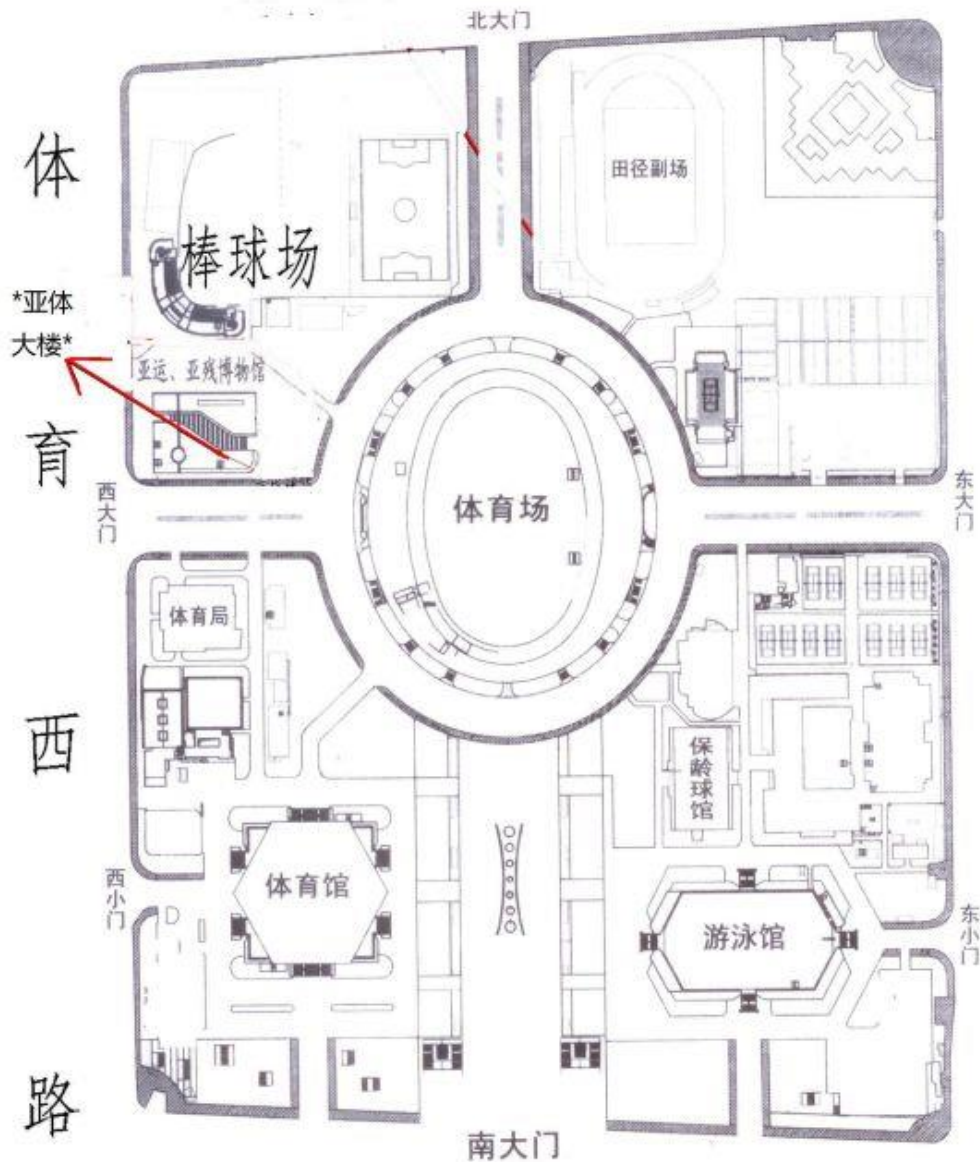 北大门
体
田径副场
棒球场
*亚体
大楼*
亚运、亚残博物馆
育
西大门
体育场
东大门
体育局
西
保龄球馆
西小门
体育馆
游泳馆
东小门
路
南大门